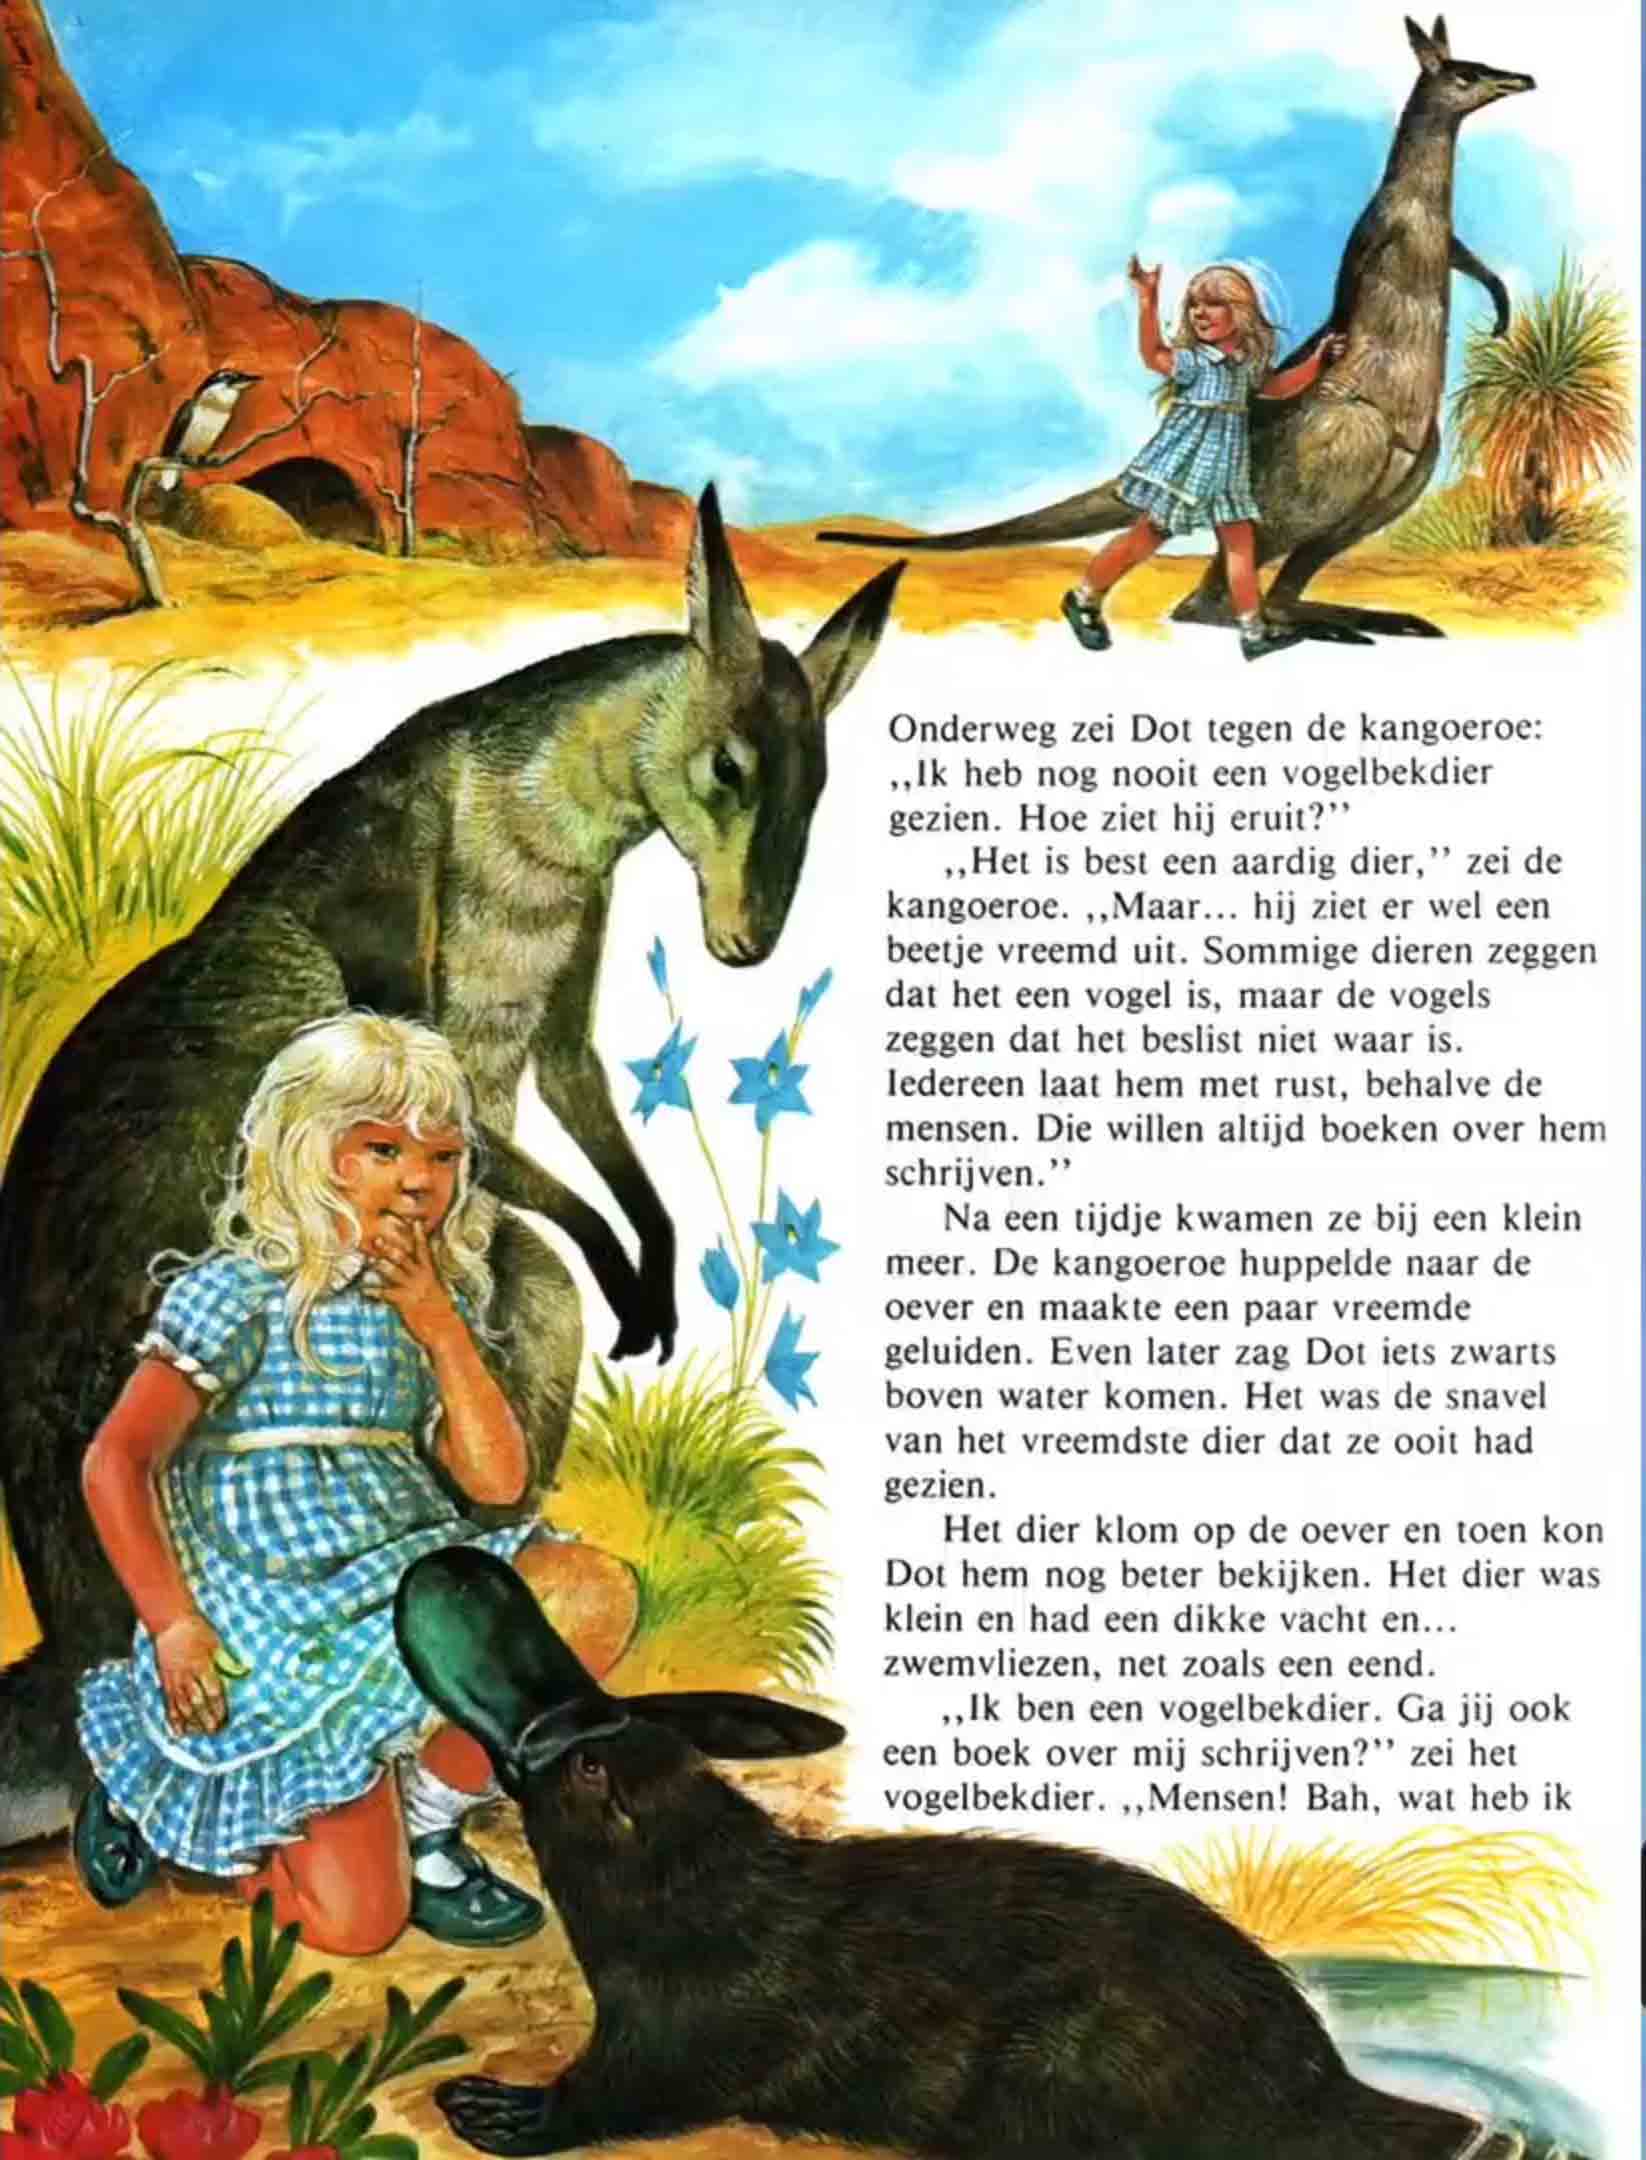 Onderweg zei Dot tegen de kangoeroe:
,,Ik heb nog nooit een vogelbekdier
gezien. Hoe ziet hij eruit?’’
,,Het is best een aardig dier,’’ zei de
kangoeroe. ,,Maar... hij ziet er wel een
beetje vreemd uit. Sommige dieren zeggen
dat het een vogel is, maar de vogels
zeggen dat het beslist niet waar is.
Iedereen laat hem met rust, behalve de
mensen. Die willen altijd boeken over hem
schrijven.’’
Na een tijdje kwamen ze bij een klein
meer. De kangoeroe huppelde naar de
oever en maakte een paar vreemde
geluiden. Even later zag Dot iets zwarts
boven water komen. Het was de snavel
van het vreemdste dier dat ze ooit had
gezien.
Het dier klom op de oever en toen kon
Dot hem nog beter bekijken. Het dier was
klein en had een dikke vacht en...
zwemvliezen, net zoals een eend.
,,Ik ben een vogelbekdier. Ga jij ook
een boek over mij schrijven?’’ zei het
vogelbekdier. ,,Mensen! Bah, wat heb ik